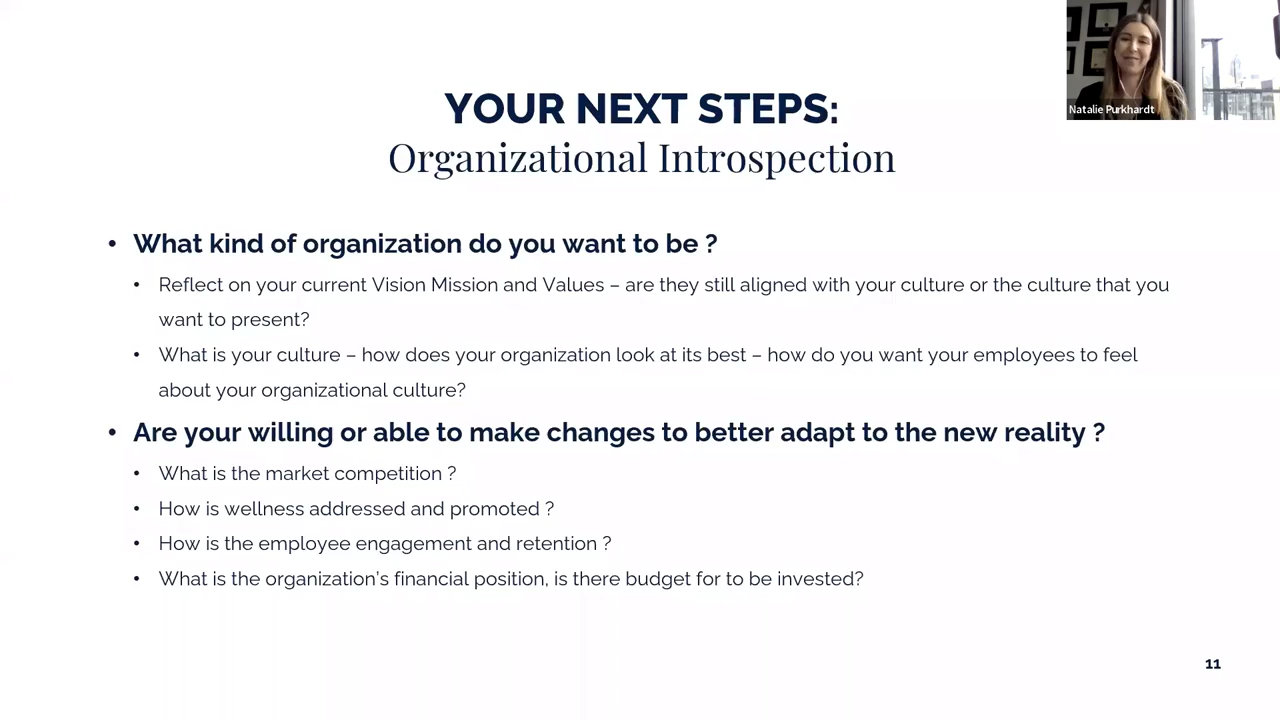 Natalie Purkhardt
YOUR NEXT STEPS:
Organizational Introspection
• What kind of organization do you want to be ?
• Reflect on your current Vision Mission and Values – are they still aligned with your culture or the culture that you
want to present?
• What is your culture – how does your organization look at its best – how do you want your employees to feel
about your organizational culture?
• Are your willing or able to make changes to better adapt to the new reality ?
• What is the market competition ?
• How is wellness addressed and promoted ?
• How is the employee engagement and retention ?
• What is the organization's financial position, is there budget for to be invested?
11